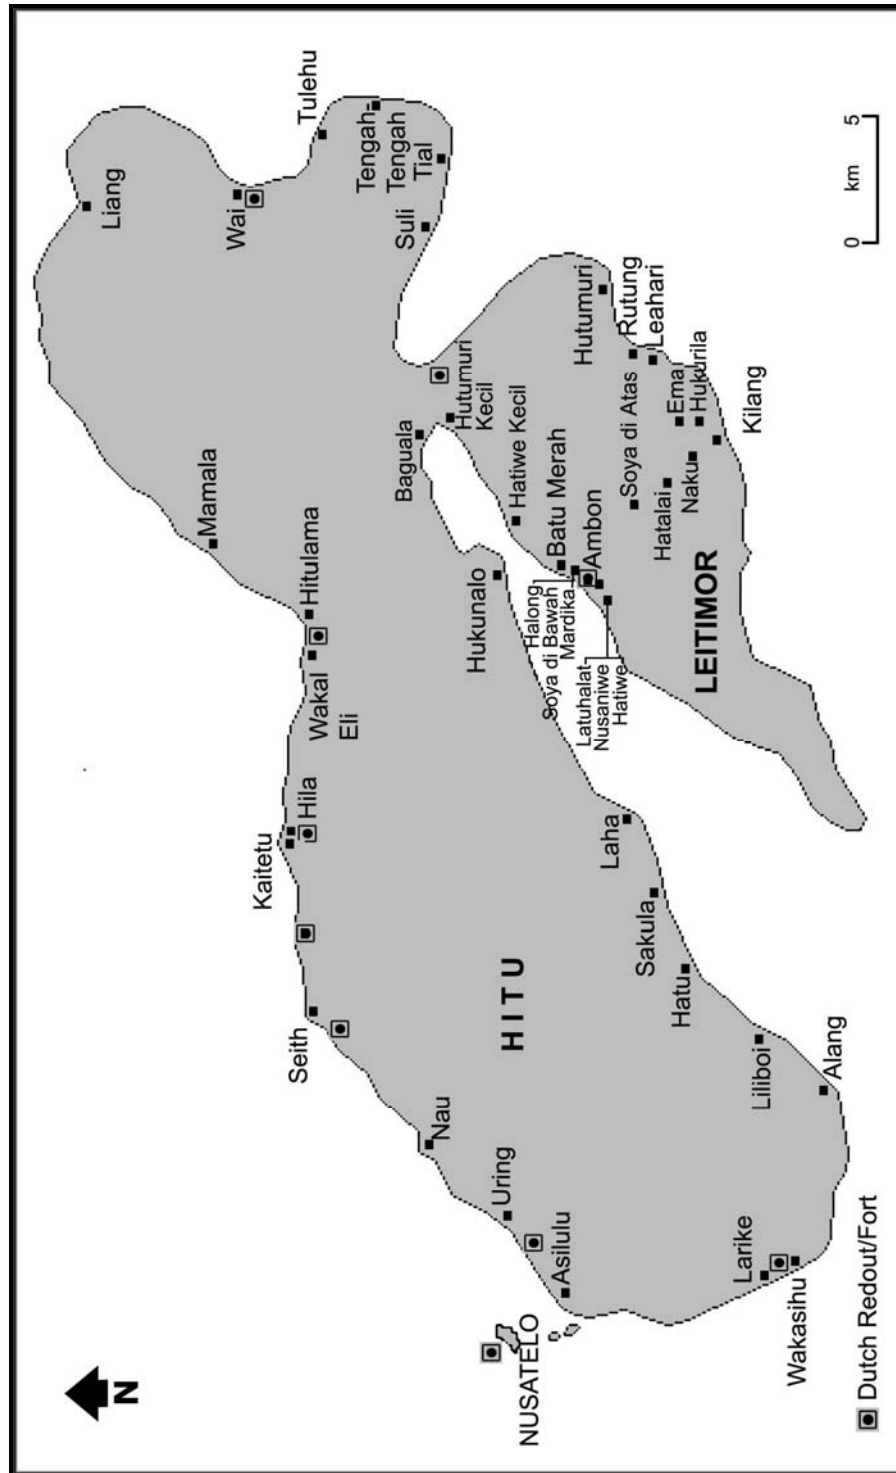 N
Liang
Wai
Tulehu
Tengah
Tengah
Tial
Suli
Mamala
Hitulama
Wakal
Eli
Hila
Kaitetu
Seith
Nau
Uring
Asilulu
NUSATELO
HITU
Baguala
Hutumuri
Kecil
Hatiwe Kecil
Batu Merah
Ambon
Halong
Soya di Bawah
Mardika
Latuhalat
Nusaniwe
Hatiwe
Hukunalo
Laha
Sakula
Hatu
Liliboi
Alang
Larike
Wakasihu
Hutumuri
Rutung
Leahari
Soya di Atas
Ema
Hukurila
Hatalai
Naku
Kilang
LEITIMOR
Dutch Redout/Fort
0 km 5